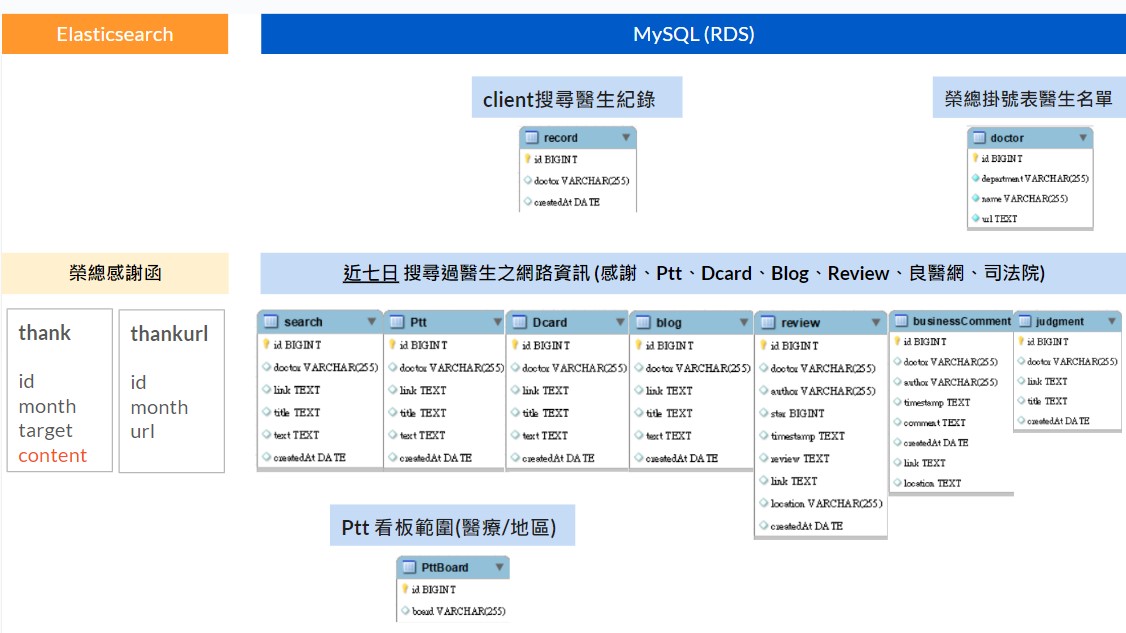 Elasticsearch
MySQL (RDS)
client搜尋醫生紀錄
榮總掛號表醫生名單
record
id BIGINT
doctor VARCHAR(255)
createdAt DATE
doctor
id BIGINT
department VARCHAR(255)
name VARCHAR(255)
url TEXT
榮總感謝函
近七日 搜尋過醫生之網路資訊 (感謝、Ptt、Dcard、Blog、Review、良醫網、司法院)
thank
id
month
target
content
thankurl
id
month
url
search
id BIGINT
doctor VARCHAR(255)
link TEXT
title TEXT
text TEXT
createdAt DATE
Ptt
id BIGINT
doctor VARCHAR(255)
link TEXT
title TEXT
text TEXT
createdAt DATE
Dcard
id BIGINT
doctor VARCHAR(255)
link TEXT
title TEXT
text TEXT
createdAt DATE
blog
id BIGINT
doctor VARCHAR(255)
link TEXT
title TEXT
text TEXT
createdAt DATE
review
id BIGINT
doctor VARCHAR(255)
author VARCHAR(255)
star BIGINT
timestamp TEXT
review TEXT
link TEXT
location VARCHAR(255)
createdAt DATE
businessComment
id BIGINT
doctor VARCHAR(255)
author VARCHAR(255)
timestamp TEXT
comment TEXT
createdAt DATE
link TEXT
location TEXT
judgment
id BIGINT
doctor VARCHAR(255)
link TEXT
title TEXT
createdAt DATE
Ptt 看板範圍(醫療/地區)
PttBoard
id BIGINT
board VARCHAR(255)